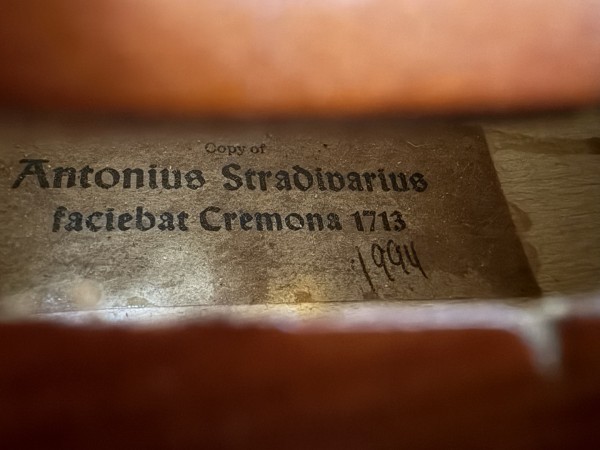 Copy of
Antonius Stradivarius
faciebat Cremona 1713
1994